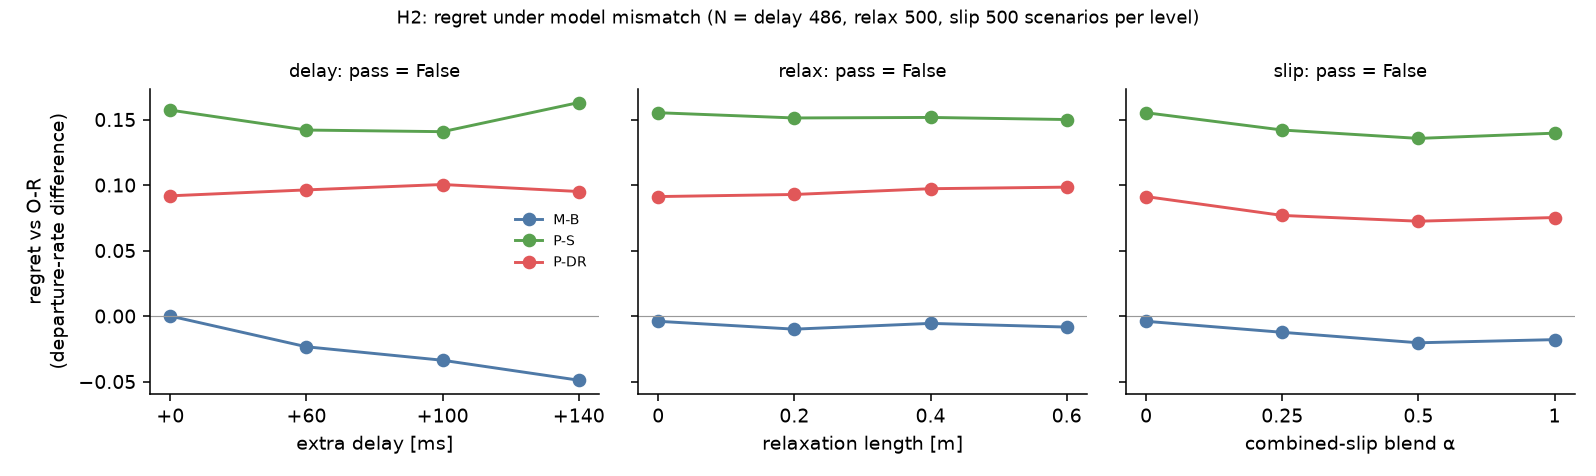 H2: regret under model mismatch (N = delay 486, relax 500, slip 500 scenarios per level)
delay: pass = False
relax: pass = False
slip: pass = False
regret vs O-R
(departure-rate difference)
0.15
0.10
0.05
0.00
−0.05
M-B
P-S
P-DR
+0
+60
+100
+140
0
0.2
0.4
0.6
0
0.25
0.5
1
extra delay [ms]
relaxation length [m]
combined-slip blend α